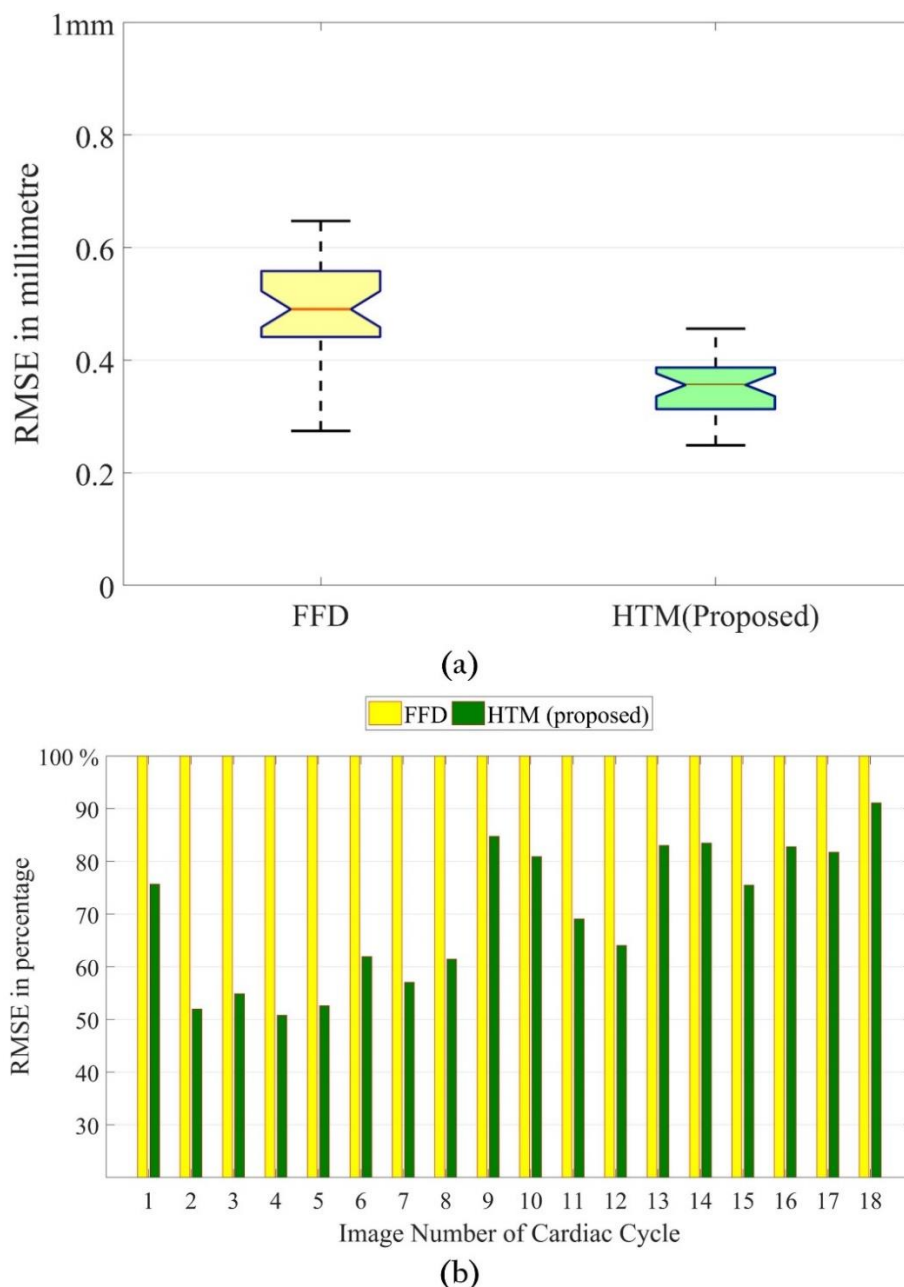 1mm
0.8
0.6
0.4
0.2
0
RMSE in millimetre
FFD HTM(Proposed)
(a)
FFD HTM (proposed)
100 %
90
80
70
60
50
40
30
RMSE in percentage
1 2 3 4 5 6 7 8 9 10 11 12 13 14 15 16 17 18
Image Number of Cardiac Cycle
(b)